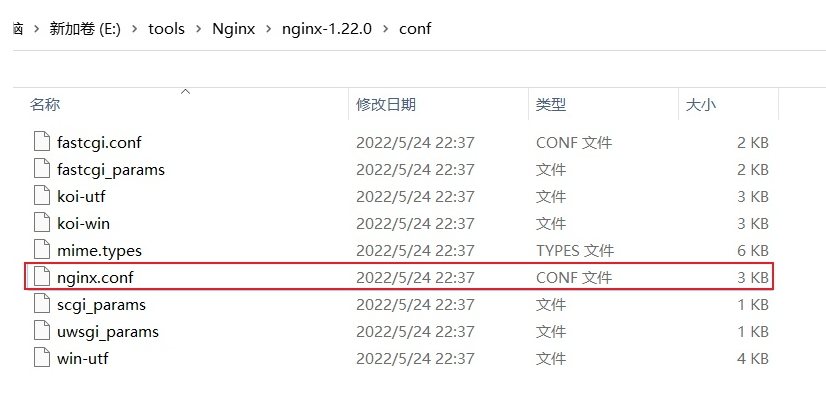 脑 > 新加卷 (E:) > tools > Nginx > nginx-1.22.0 > conf
名称 修改日期 类型 大小
fastcgi.conf 2022/5/24 22:37 CONF 文件 2 KB
fastcgi_params 2022/5/24 22:37 文件 2 KB
koi-utf 2022/5/24 22:37 文件 3 KB
koi-win 2022/5/24 22:37 文件 3 KB
mime.types 2022/5/24 22:37 TYPES 文件 6 KB
nginx.conf 2022/5/24 22:37 CONF 文件 3 KB
scgi_params 2022/5/24 22:37 文件 1 KB
uwsgi_params 2022/5/24 22:37 文件 1 KB
win-utf 2022/5/24 22:37 文件 4 KB